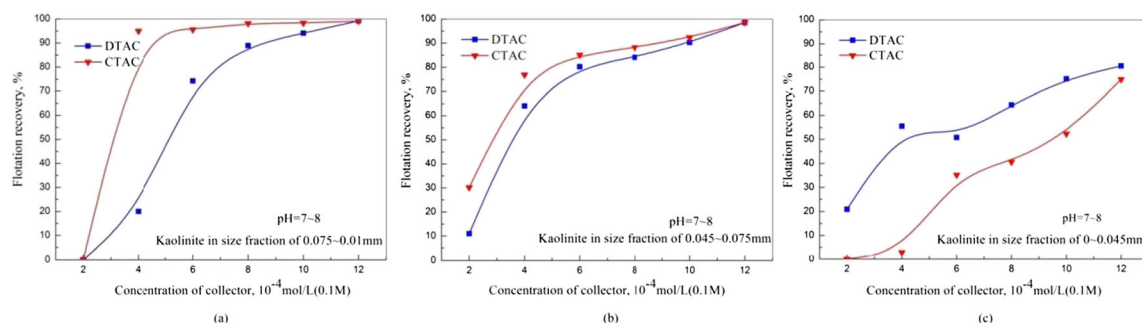 100
90
80
70
60
50
40
30
20
10
0
Flotation recovery, %
DTAC
CTAC
pH=7~8
Kaolinite in size fraction of 0.075~0.01mm
2 4 6 8 10 12
Concentration of collector, 10-4mol/L(0.1M)
(a)
100
90
80
70
60
50
40
30
20
10
0
Flotation recovery, %
DTAC
CTAC
pH=7~8
Kaolinite in size fraction of 0.045~0.075mm
2 4 6 8 10 12
Concentration of collector, 10-4mol/L(0.1M)
(b)
100
90
80
70
60
50
40
30
20
10
0
Flotation recovery, %
DTAC
CTAC
pH=7~8
Kaolinite in size fraction of 0~0.045mm
2 4 6 8 10 12
Concentration of collector, 10-4mol/L(0.1M)
(c)